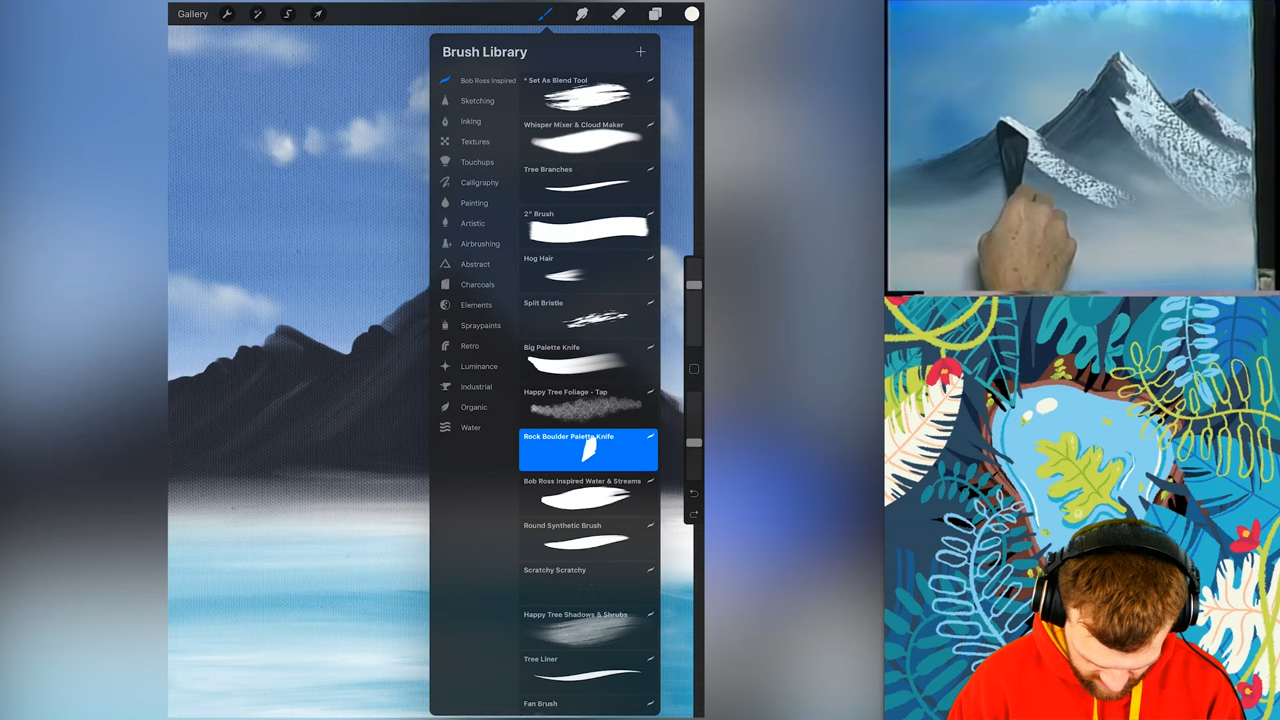 Gallery
Brush Library
Bob Ross Inspired
Sketching
Inking
Textures
Touchups
Calligraphy
Painting
Artistic
Airbrushing
Abstract
Charcoals
Elements
Spraypaints
Retro
Luminance
Industrial
Organic
Water
* Set As Blend Tool
Whisper Mixer & Cloud Maker
Tree Branches
2" Brush
Hog Hair
Split Bristle
Big Palette Knife
Happy Tree Foliage - Tap
Rock Boulder Palette Knife
Bob Ross Inspired Water & Streams
Round Synthetic Brush
Scratchy Scratchy
Happy Tree Shadows & Shrubs
Tree Liner
Fan Brush